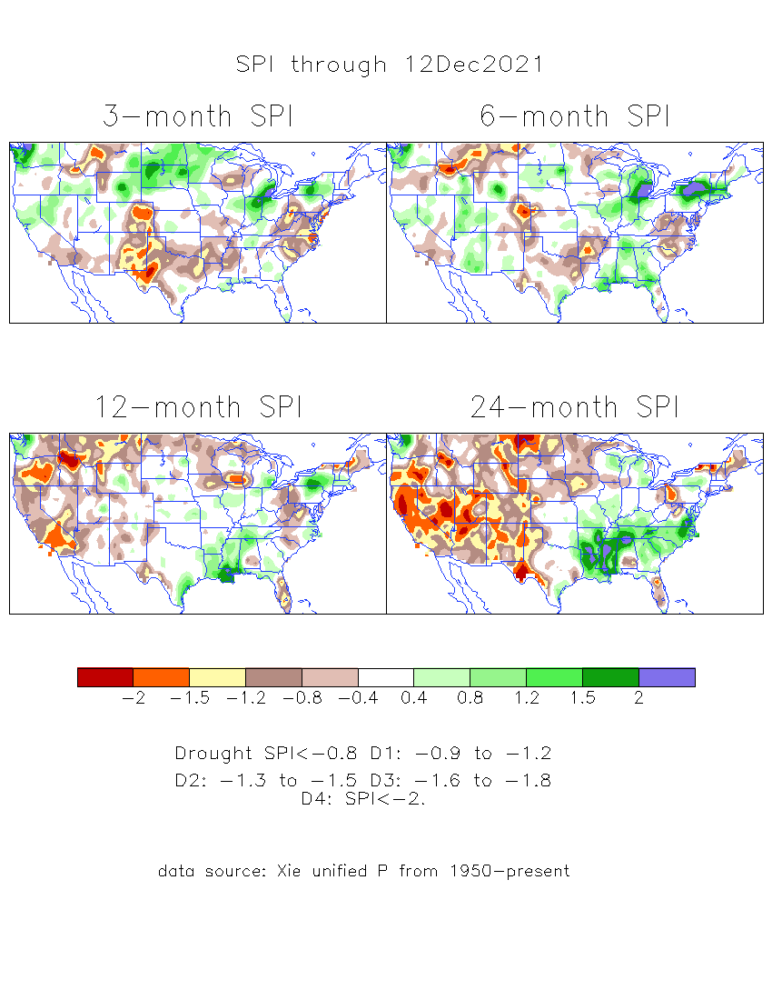 SPI through 12Dec2021
3-month SPI
6-month SPI
12-month SPI
24-month SPI
-2 -1.5 -1.2 -0.8 -0.4 0.4 0.8 1.2 1.5 2
Drought SPI<-0.8 D1: -0.9 to -1.2
D2: -1.3 to -1.5 D3: -1.6 to -1.8
D4: SPI<-2.
data source: Xie unified P from 1950-present